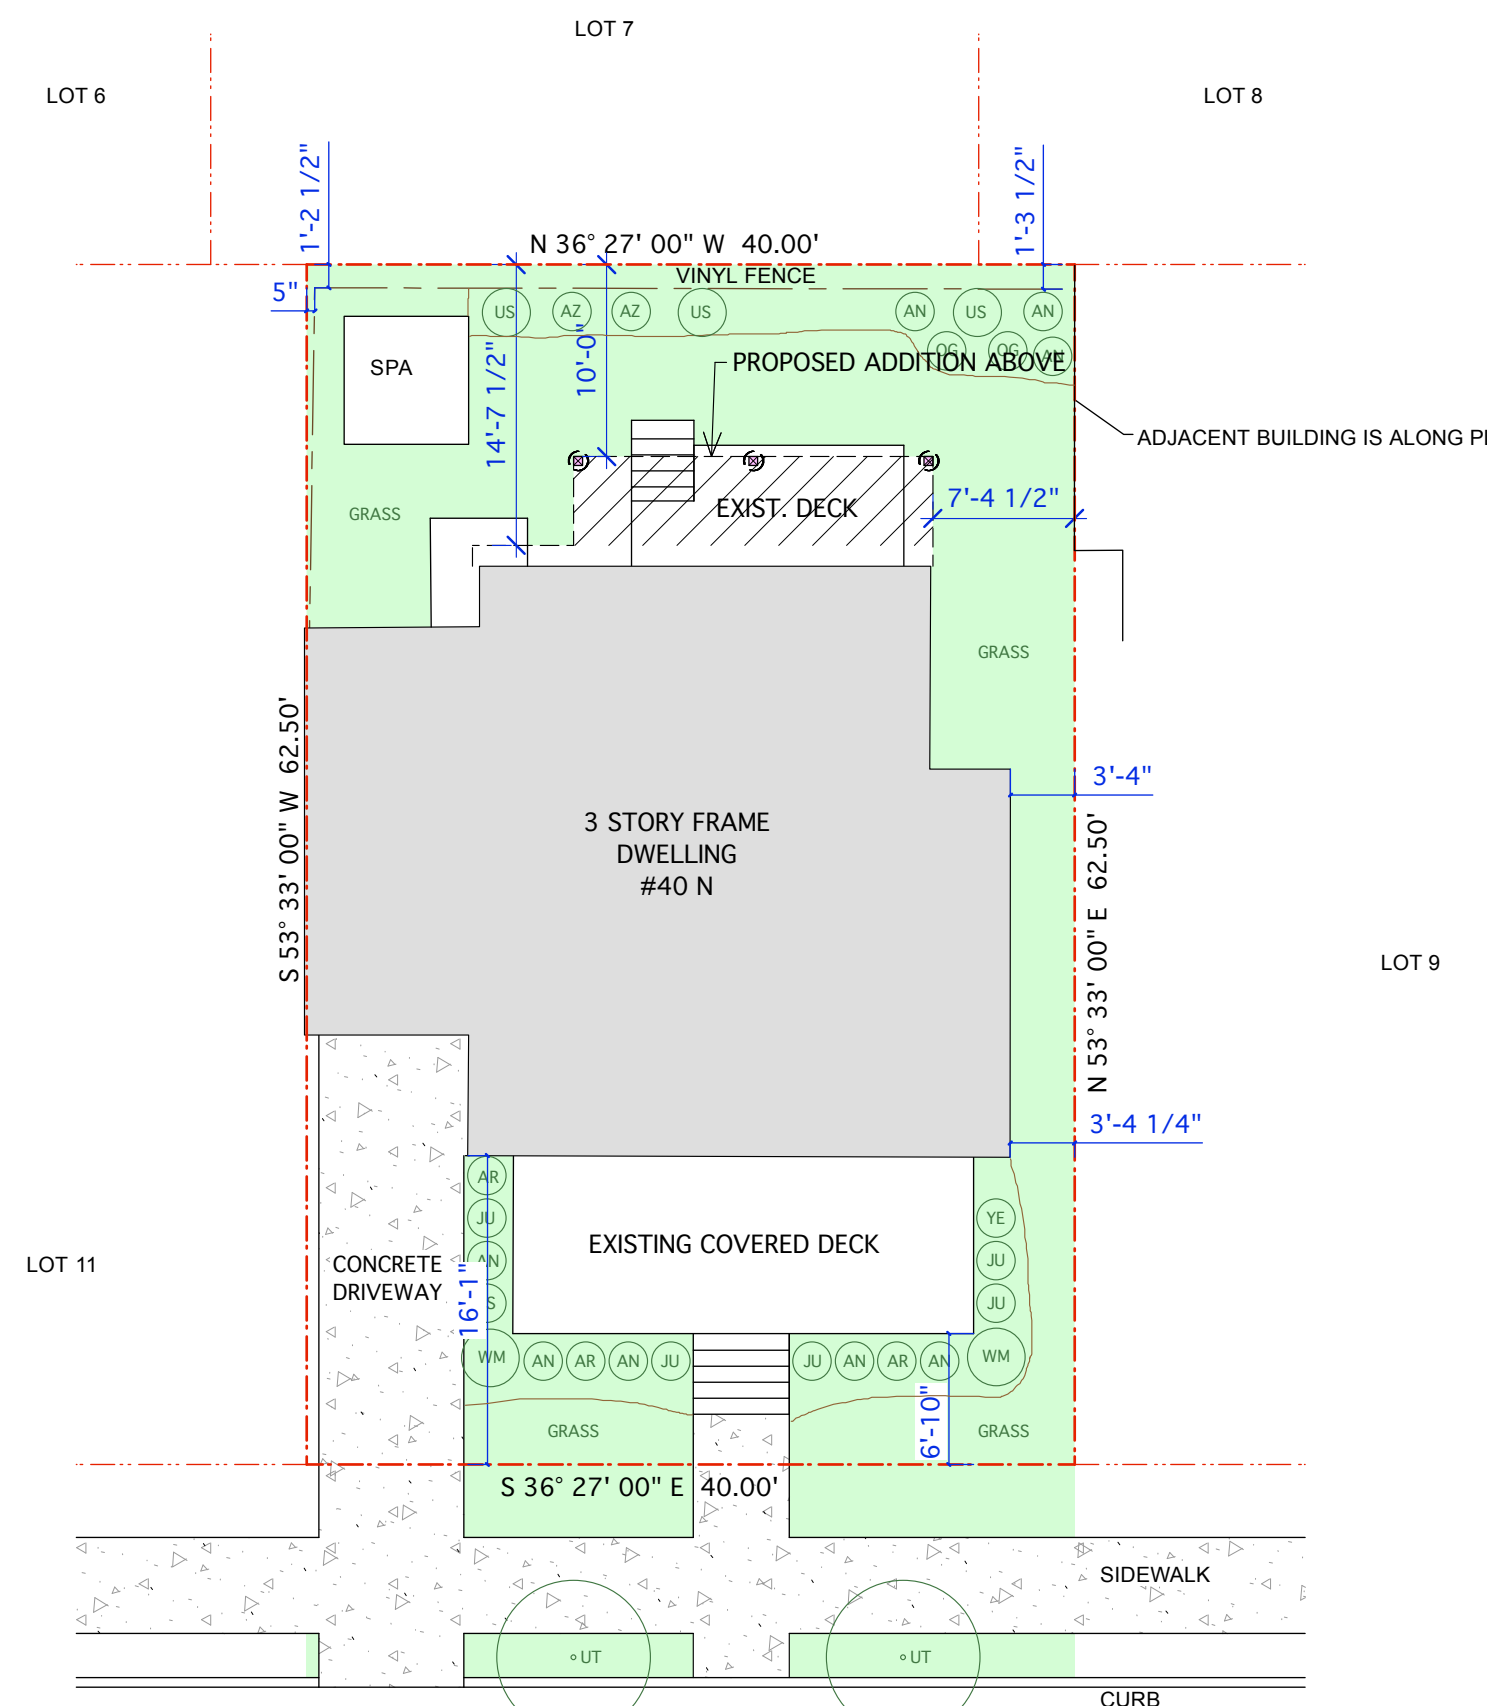 LOT 7
LOT 6
LOT 8
1'-2 1/2"
1'-3 1/2"
N 36° 27' 00" W 40.00'
VINYL FENCE
5"
US
AZ
AZ
US
AN
US
AN
OG
OG
AN
SPA
14'-7 1/2"
10'-0"
PROPOSED ADDITION ABOVE
ADJACENT BUILDING IS ALONG
7'-4 1/2"
EXIST. DECK
GRASS
GRASS
S 53° 33' 00" W 62.50'
3'-4"
3 STORY FRAME
DWELLING
#40 N
N 53° 33' 00" E 62.50'
LOT 9
3'-4 1/4"
AR
JU
AN
S
WM
YE
JU
JU
WM
EXISTING COVERED DECK
LOT 11
CONCRETE
DRIVEWAY
16'-1"
AN
AR
AN
JU
JU
AN
AR
AN
6'-10"
GRASS
GRASS
S 36° 27' 00" E 40.00'
SIDEWALK
UT
UT
CURB